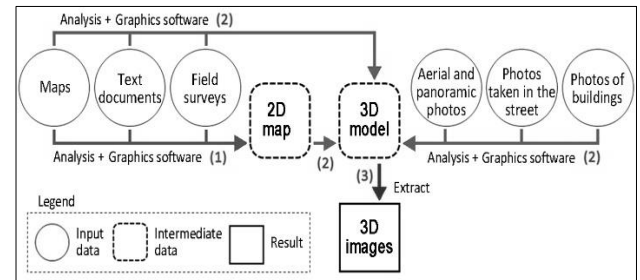 Analysis + Graphics software (2)
Maps
Text
documents
Field
surveys
2D
map
3D
model
Aerial and
panoramic
photos
Photos
taken in the
street
Photos of
buildings
Analysis + Graphics software (1)
(2)
Analysis + Graphics software (2)
(3)
Extract
3D
images
Legend
Input
data
Intermediate
data
Result